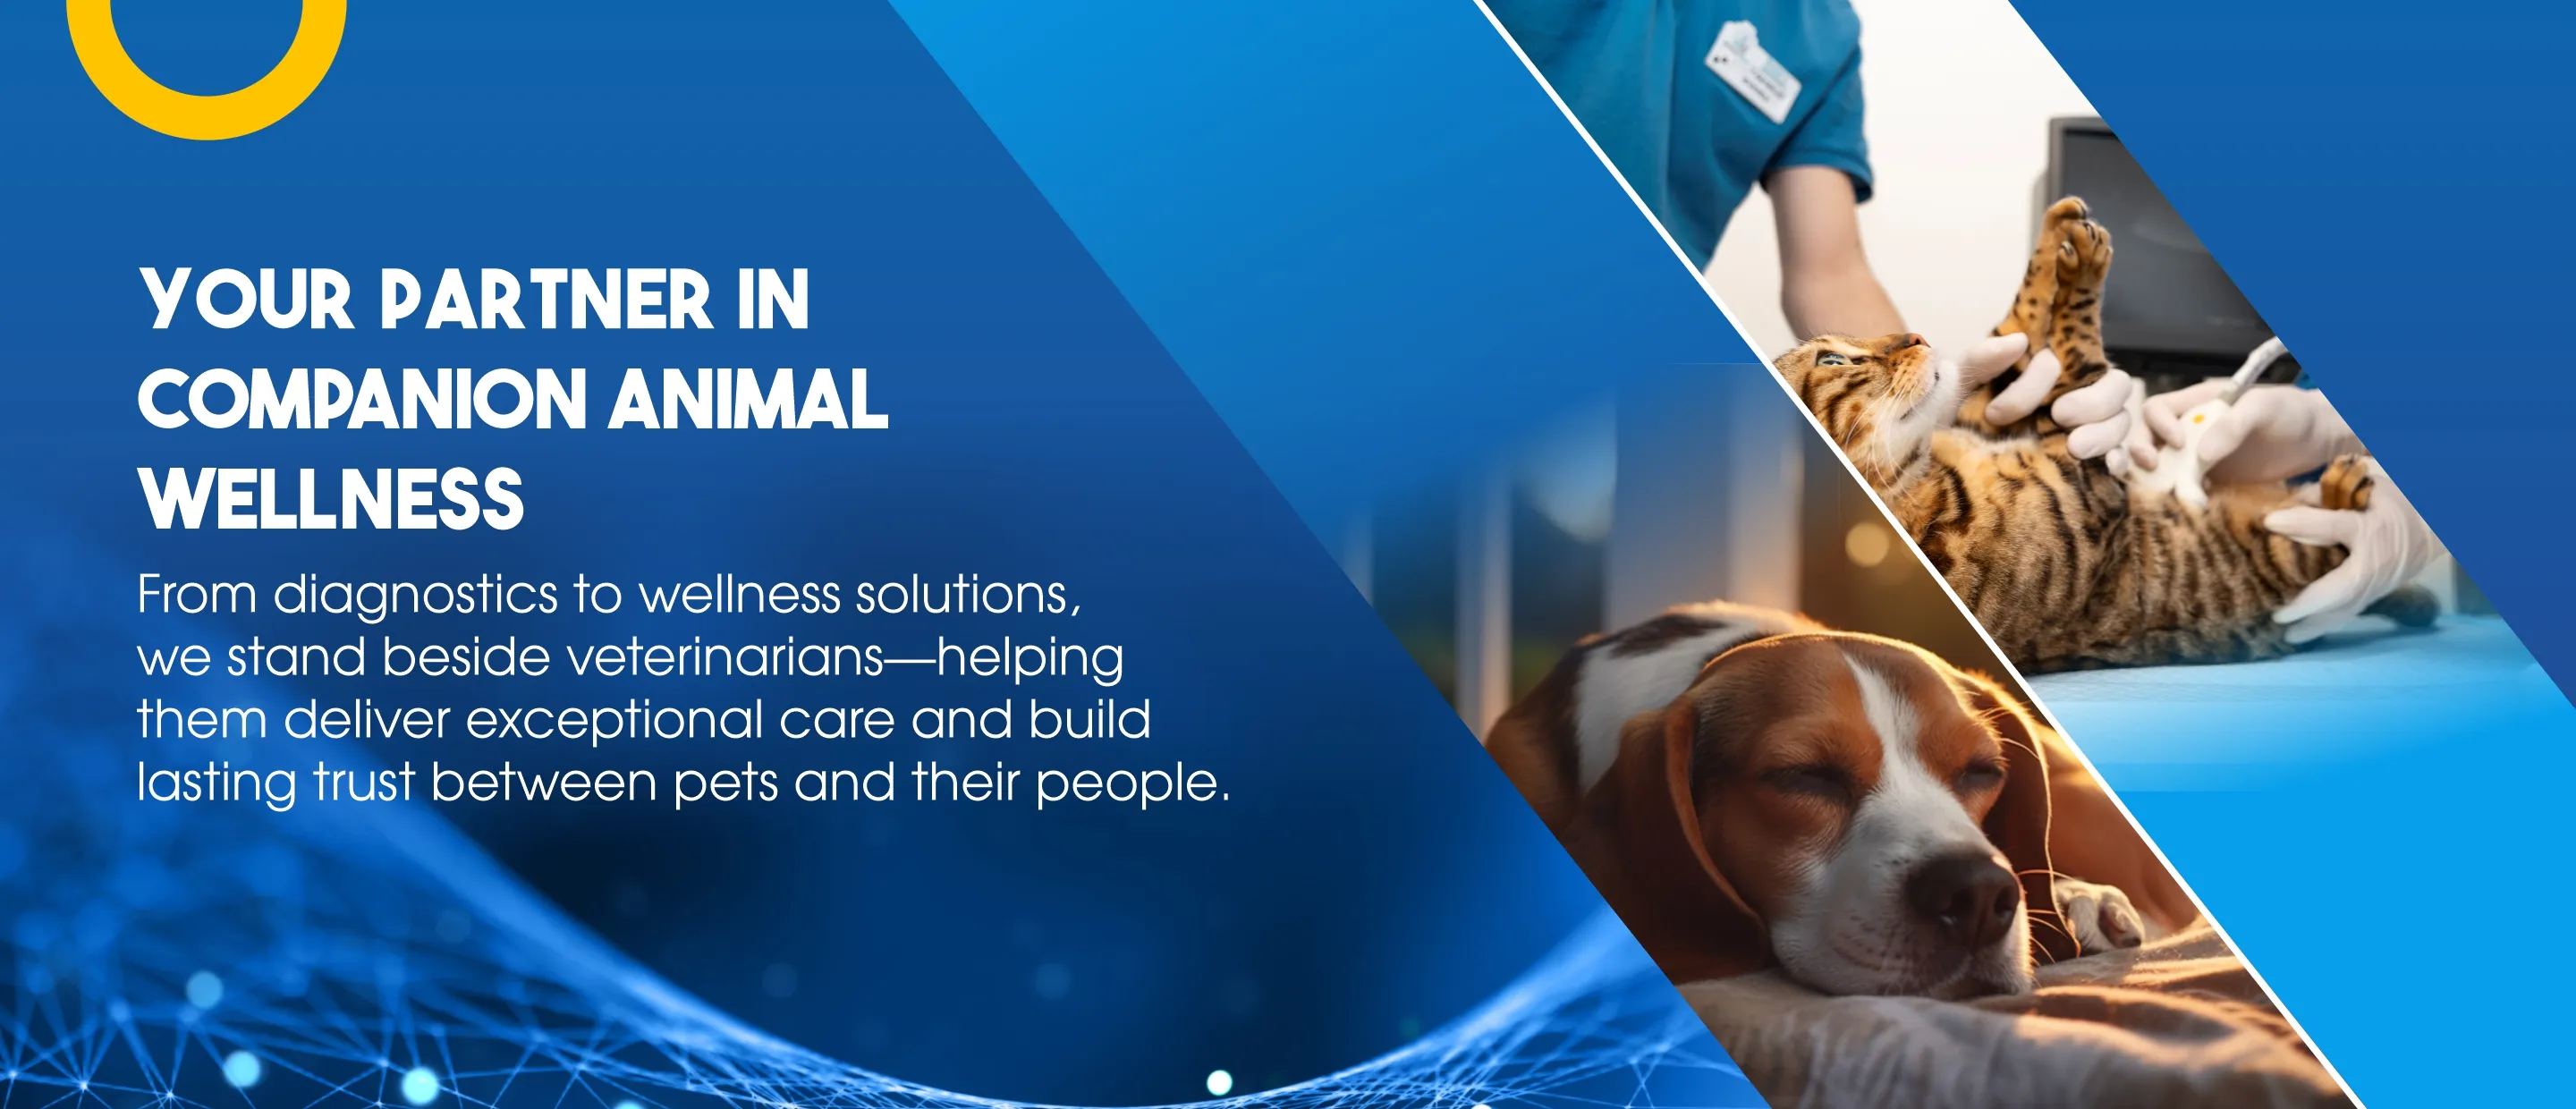 YOUR PARTNER IN
COMPANION ANIMAL
WELLNESS
From diagnostics to wellness solutions,
we stand beside veterinarians—helping
them deliver exceptional care and build
lasting trust between pets and their people.